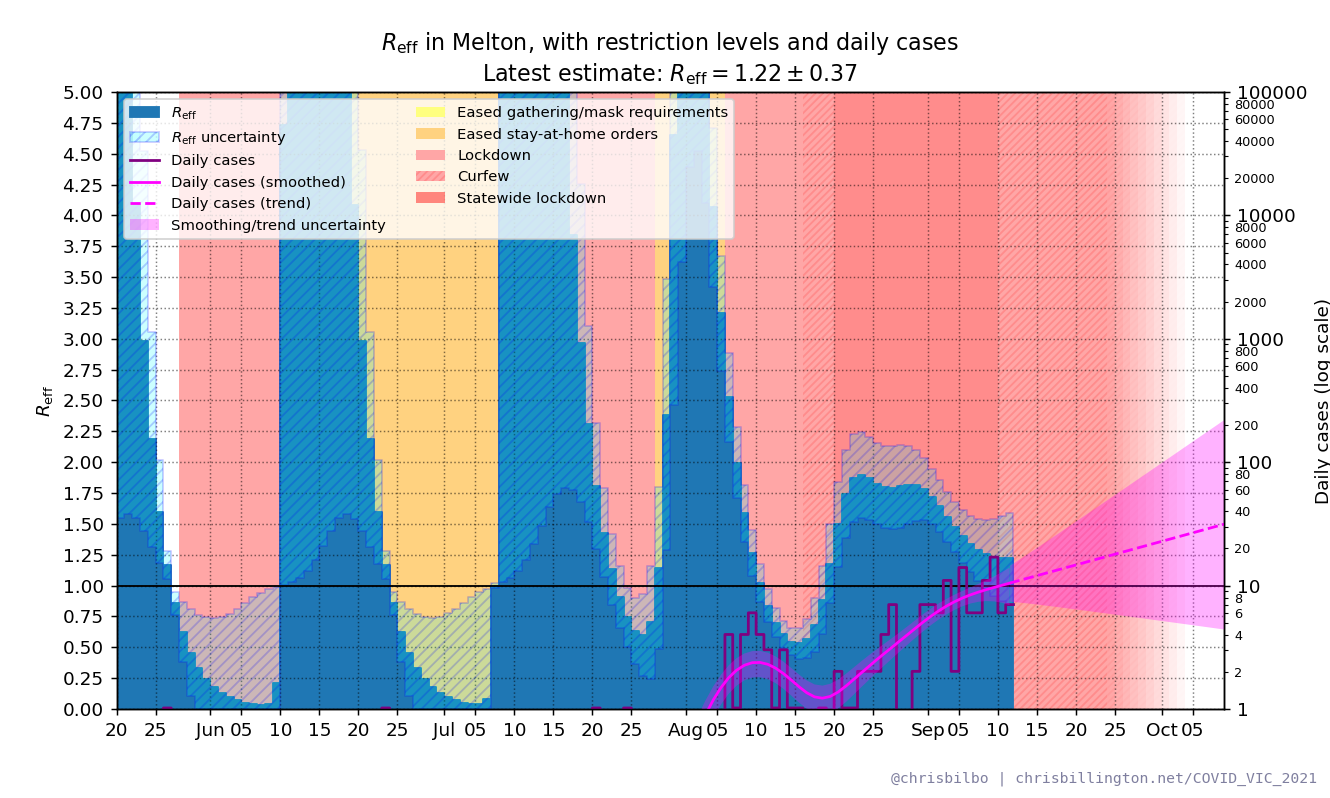 R_eff in Melton, with restriction levels and daily cases
Latest estimate: R_eff = 1.22 ± 0.37
R_eff
R_eff uncertainty
Daily cases
Daily cases (smoothed)
Daily cases (trend)
Smoothing/trend uncertainty
Eased gathering/mask requirements
Eased stay-at-home orders
Lockdown
Curfew
Statewide lockdown
R_eff
5.00
4.75
4.50
4.25
4.00
3.75
3.50
3.25
3.00
2.75
2.50
2.25
2.00
1.75
1.50
1.25
1.00
0.75
0.50
0.25
0.00
100000
80000
60000
40000
20000
10000
8000
6000
4000
2000
1000
800
600
400
200
100
80
60
40
20
10
8
6
4
2
1
Daily cases (log scale)
20 25 Jun 05 10 15 20 25 Jul 05 10 15 20 25 Aug 05 10 15 20 25 Sep 05 10 15 20 25 Oct 05
@chrisbilbo | chrisbillington.net/COVID_VIC_2021